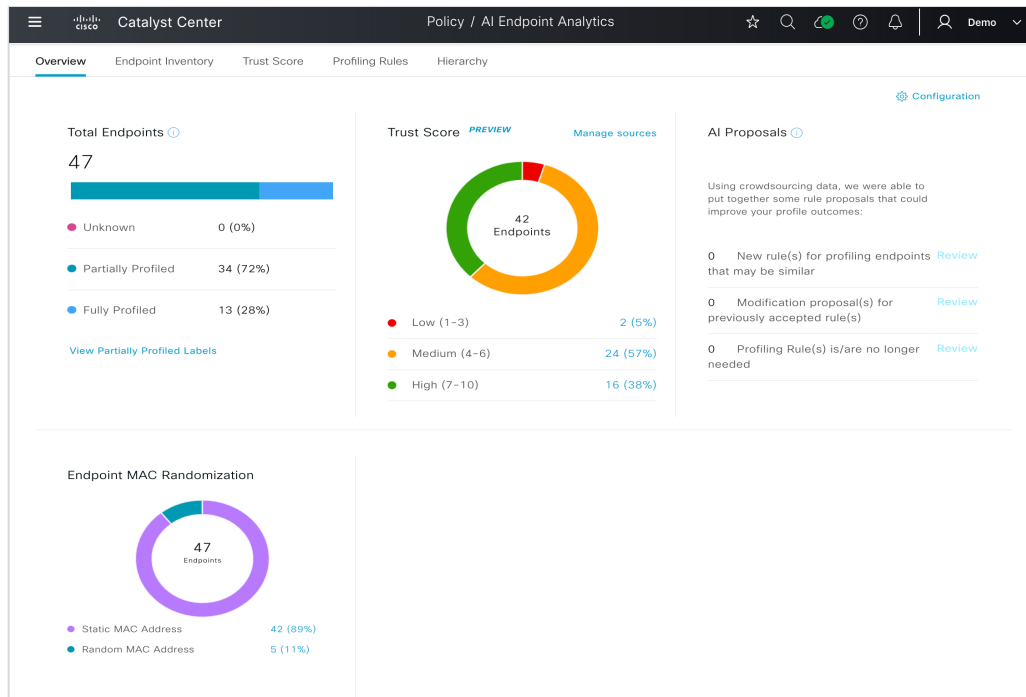 cisco Catalyst Center Policy / AI Endpoint Analytics Demo
Overview Endpoint Inventory Trust Score Profiling Rules Hierarchy
Configuration
Total Endpoints
47
Unknown 0 (0%)
Partially Profiled 34 (72%)
Fully Profiled 13 (28%)
View Partially Profiled Labels
Trust Score PREVIEW Manage sources
42
Endpoints
Low (1-3) 2 (5%)
Medium (4-6) 24 (57%)
High (7-10) 16 (38%)
AI Proposals
Using crowdsourcing data, we were able to
put together some rule proposals that could
improve your profile outcomes:
0 New rule(s) for profiling endpoints Review
that may be similar
0 Modification proposal(s) for Review
previously accepted rule(s)
0 Profiling Rule(s) is/are no longer Review
needed
Endpoint MAC Randomization
47
Endpoints
Static MAC Address 42 (89%)
Random MAC Address 5 (11%)